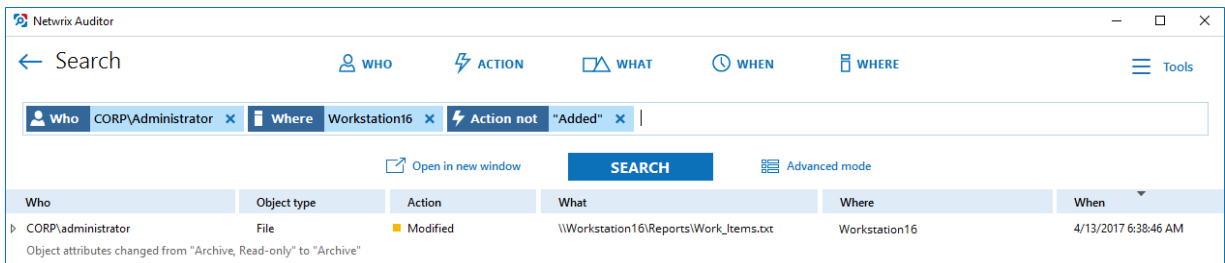 Netwrix Auditor
Search WHO ACTION WHAT WHEN WHERE Tools
Who CORP\Administrator Where Workstation16 Action not "Added"
Open in new window SEARCH Advanced mode
Who Object type Action What Where When
CORP\administrator File Modified \\Workstation16\Reports\Work_Items.txt Workstation16 4/13/2017 6:38:46 AM
Object attributes changed from "Archive, Read-only" to "Archive"